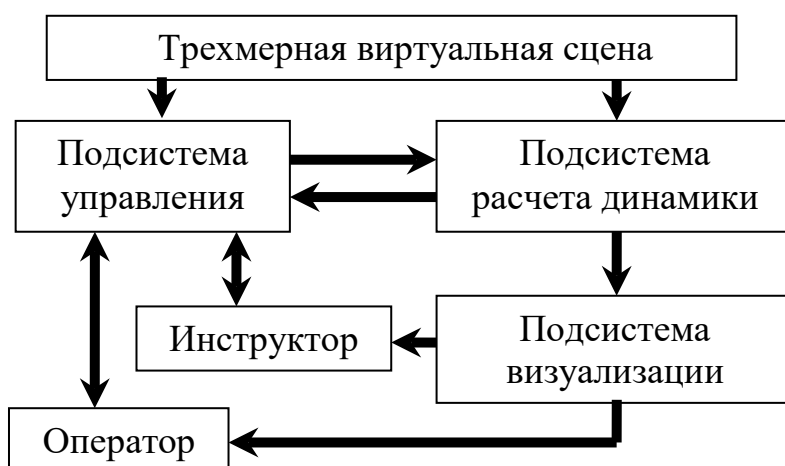 Трехмерная виртуальная сцена
Подсистема
управления
Подсистема
расчета динамики
Инструктор
Подсистема
визуализации
Оператор